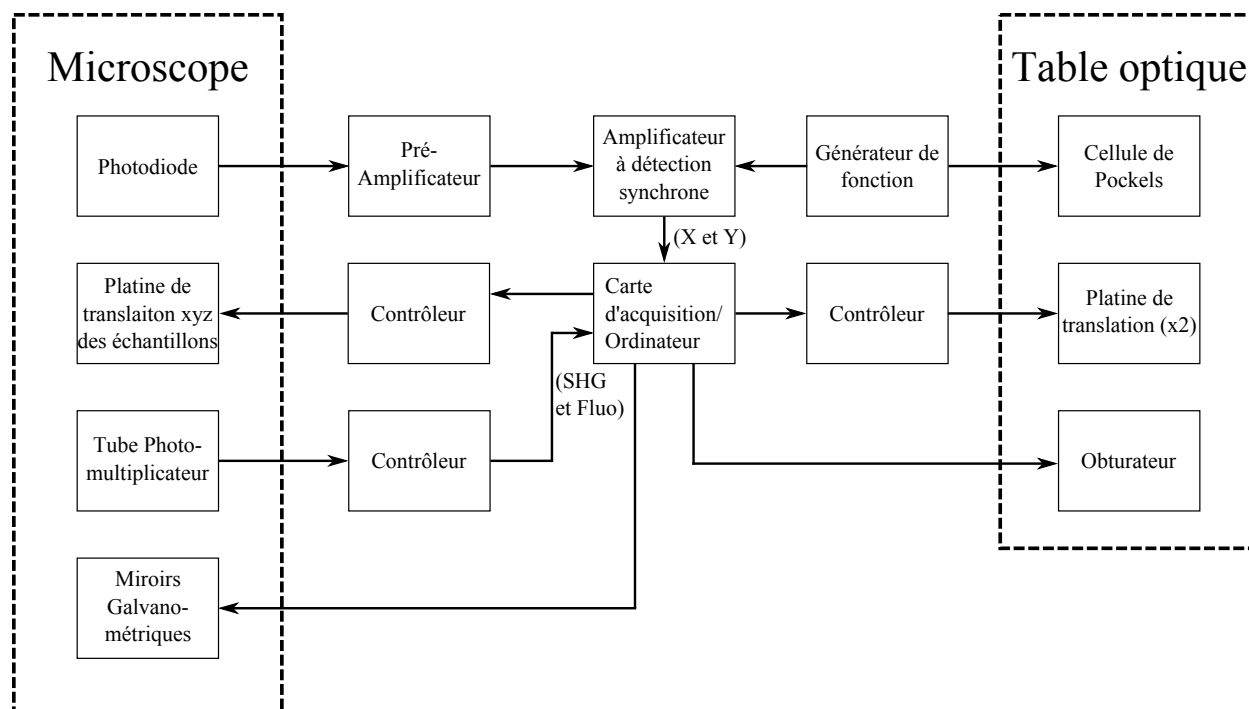 Microscope
Table optique
Photodiode
Pré-
Amplificateur
Amplificateur
à détection
synchrone
Générateur de
fonction
Cellule de
Pockels
(X et Y)
Platine de
translaiton xyz
des échantillons
Contrôleur
Carte
d'acquisition/
Ordinateur
Contrôleur
Platine de
translation (x2)
(SHG
et Fluo)
Tube Photo-
multiplicateur
Contrôleur
Obturateur
Miroirs
Galvano-
métriques